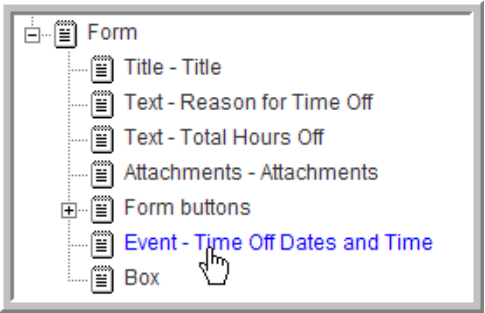 Form
Title - Title
Text - Reason for Time Off
Text - Total Hours Off
Attachments - Attachments
Form buttons
Event - Time Off Dates and Time
Box